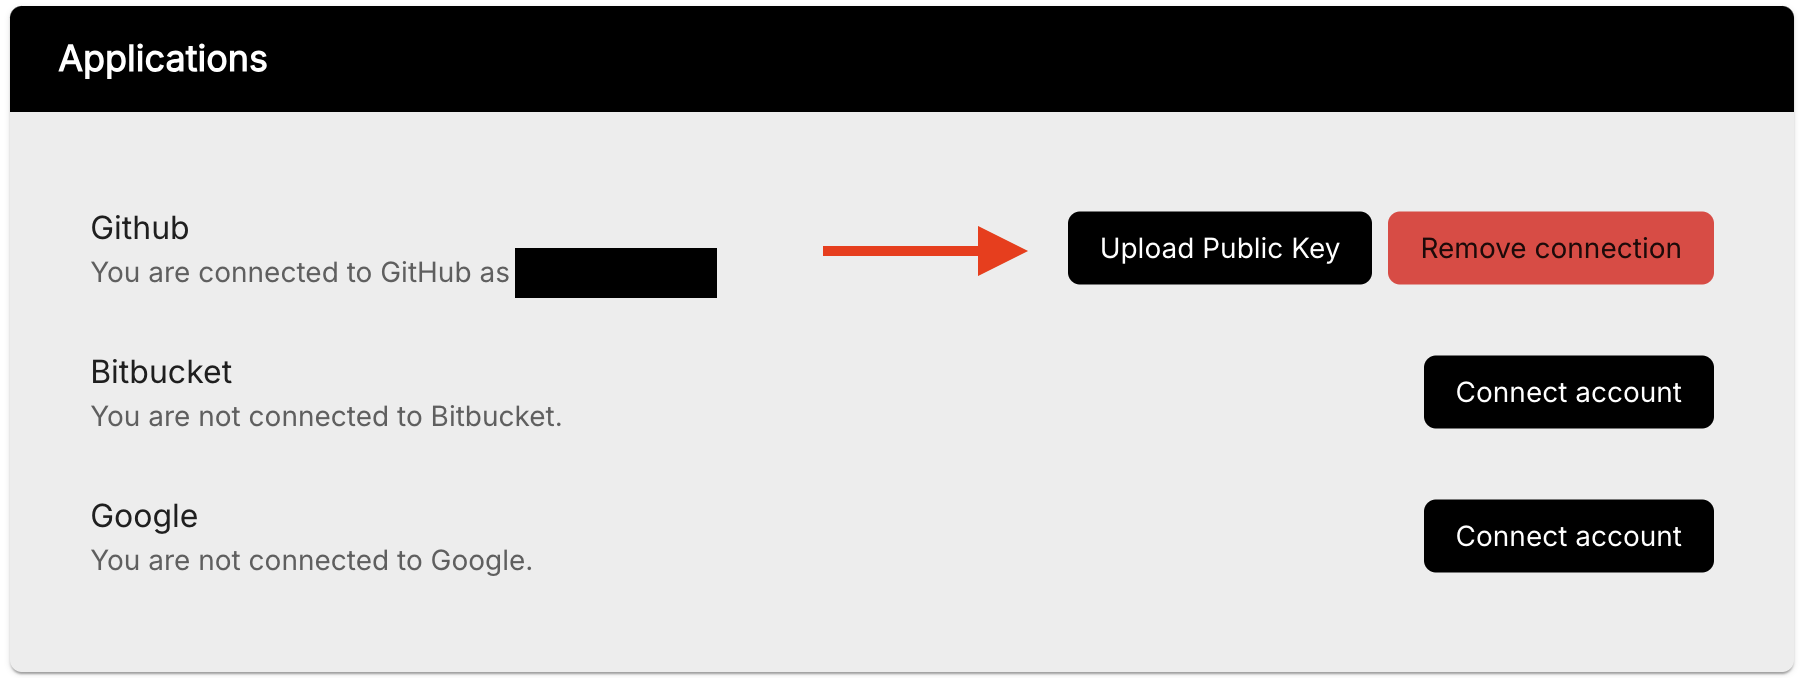 Applications
Github
You are connected to GitHub as
Upload Public Key
Remove connection
Bitbucket
You are not connected to Bitbucket.
Connect account
Google
You are not connected to Google.
Connect account